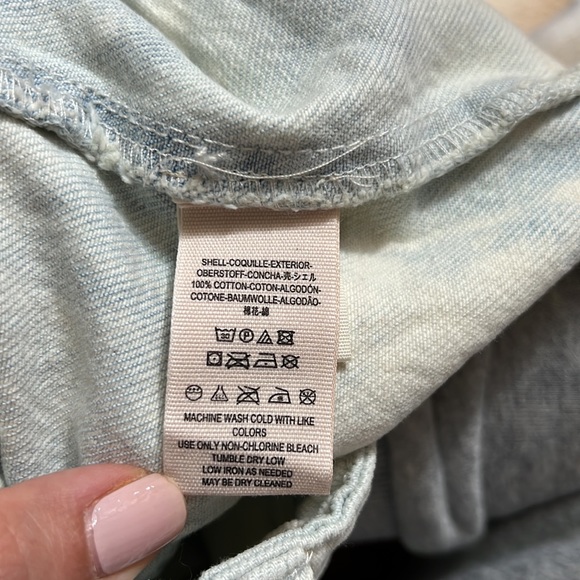 SHELL-COQUILLE-EXTERIOR-
OBERSTOFF-CONCHA-壳-シェル
100% COTTON-COTON-ALGODÓN-
COTONE-BAUMWOLLE-ALGODÃO-
棉花-綿
MACHINE WASH COLD WITH LIKE
COLORS
USE ONLY NON-CHLORINE BLEACH
TUMBLE DRY LOW
LOW IRON AS NEEDED
MAY BE DRY CLEANED